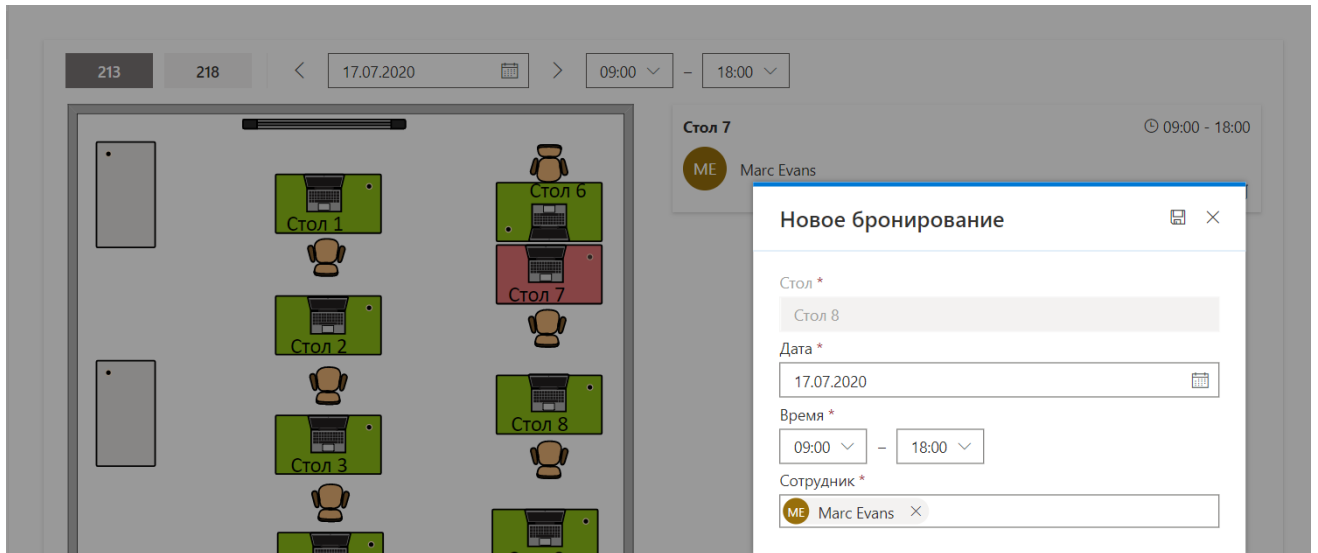 213 218 17.07.2020 09:00 – 18:00
Стол 7 09:00 - 18:00
ME Marc Evans
Стол 6
Стол 1
Стол 7
Стол 2
Стол 8
Стол 3
Новое бронирование
Стол *
Стол 8
Дата *
17.07.2020
Время *
09:00 – 18:00
Сотрудник *
ME Marc Evans